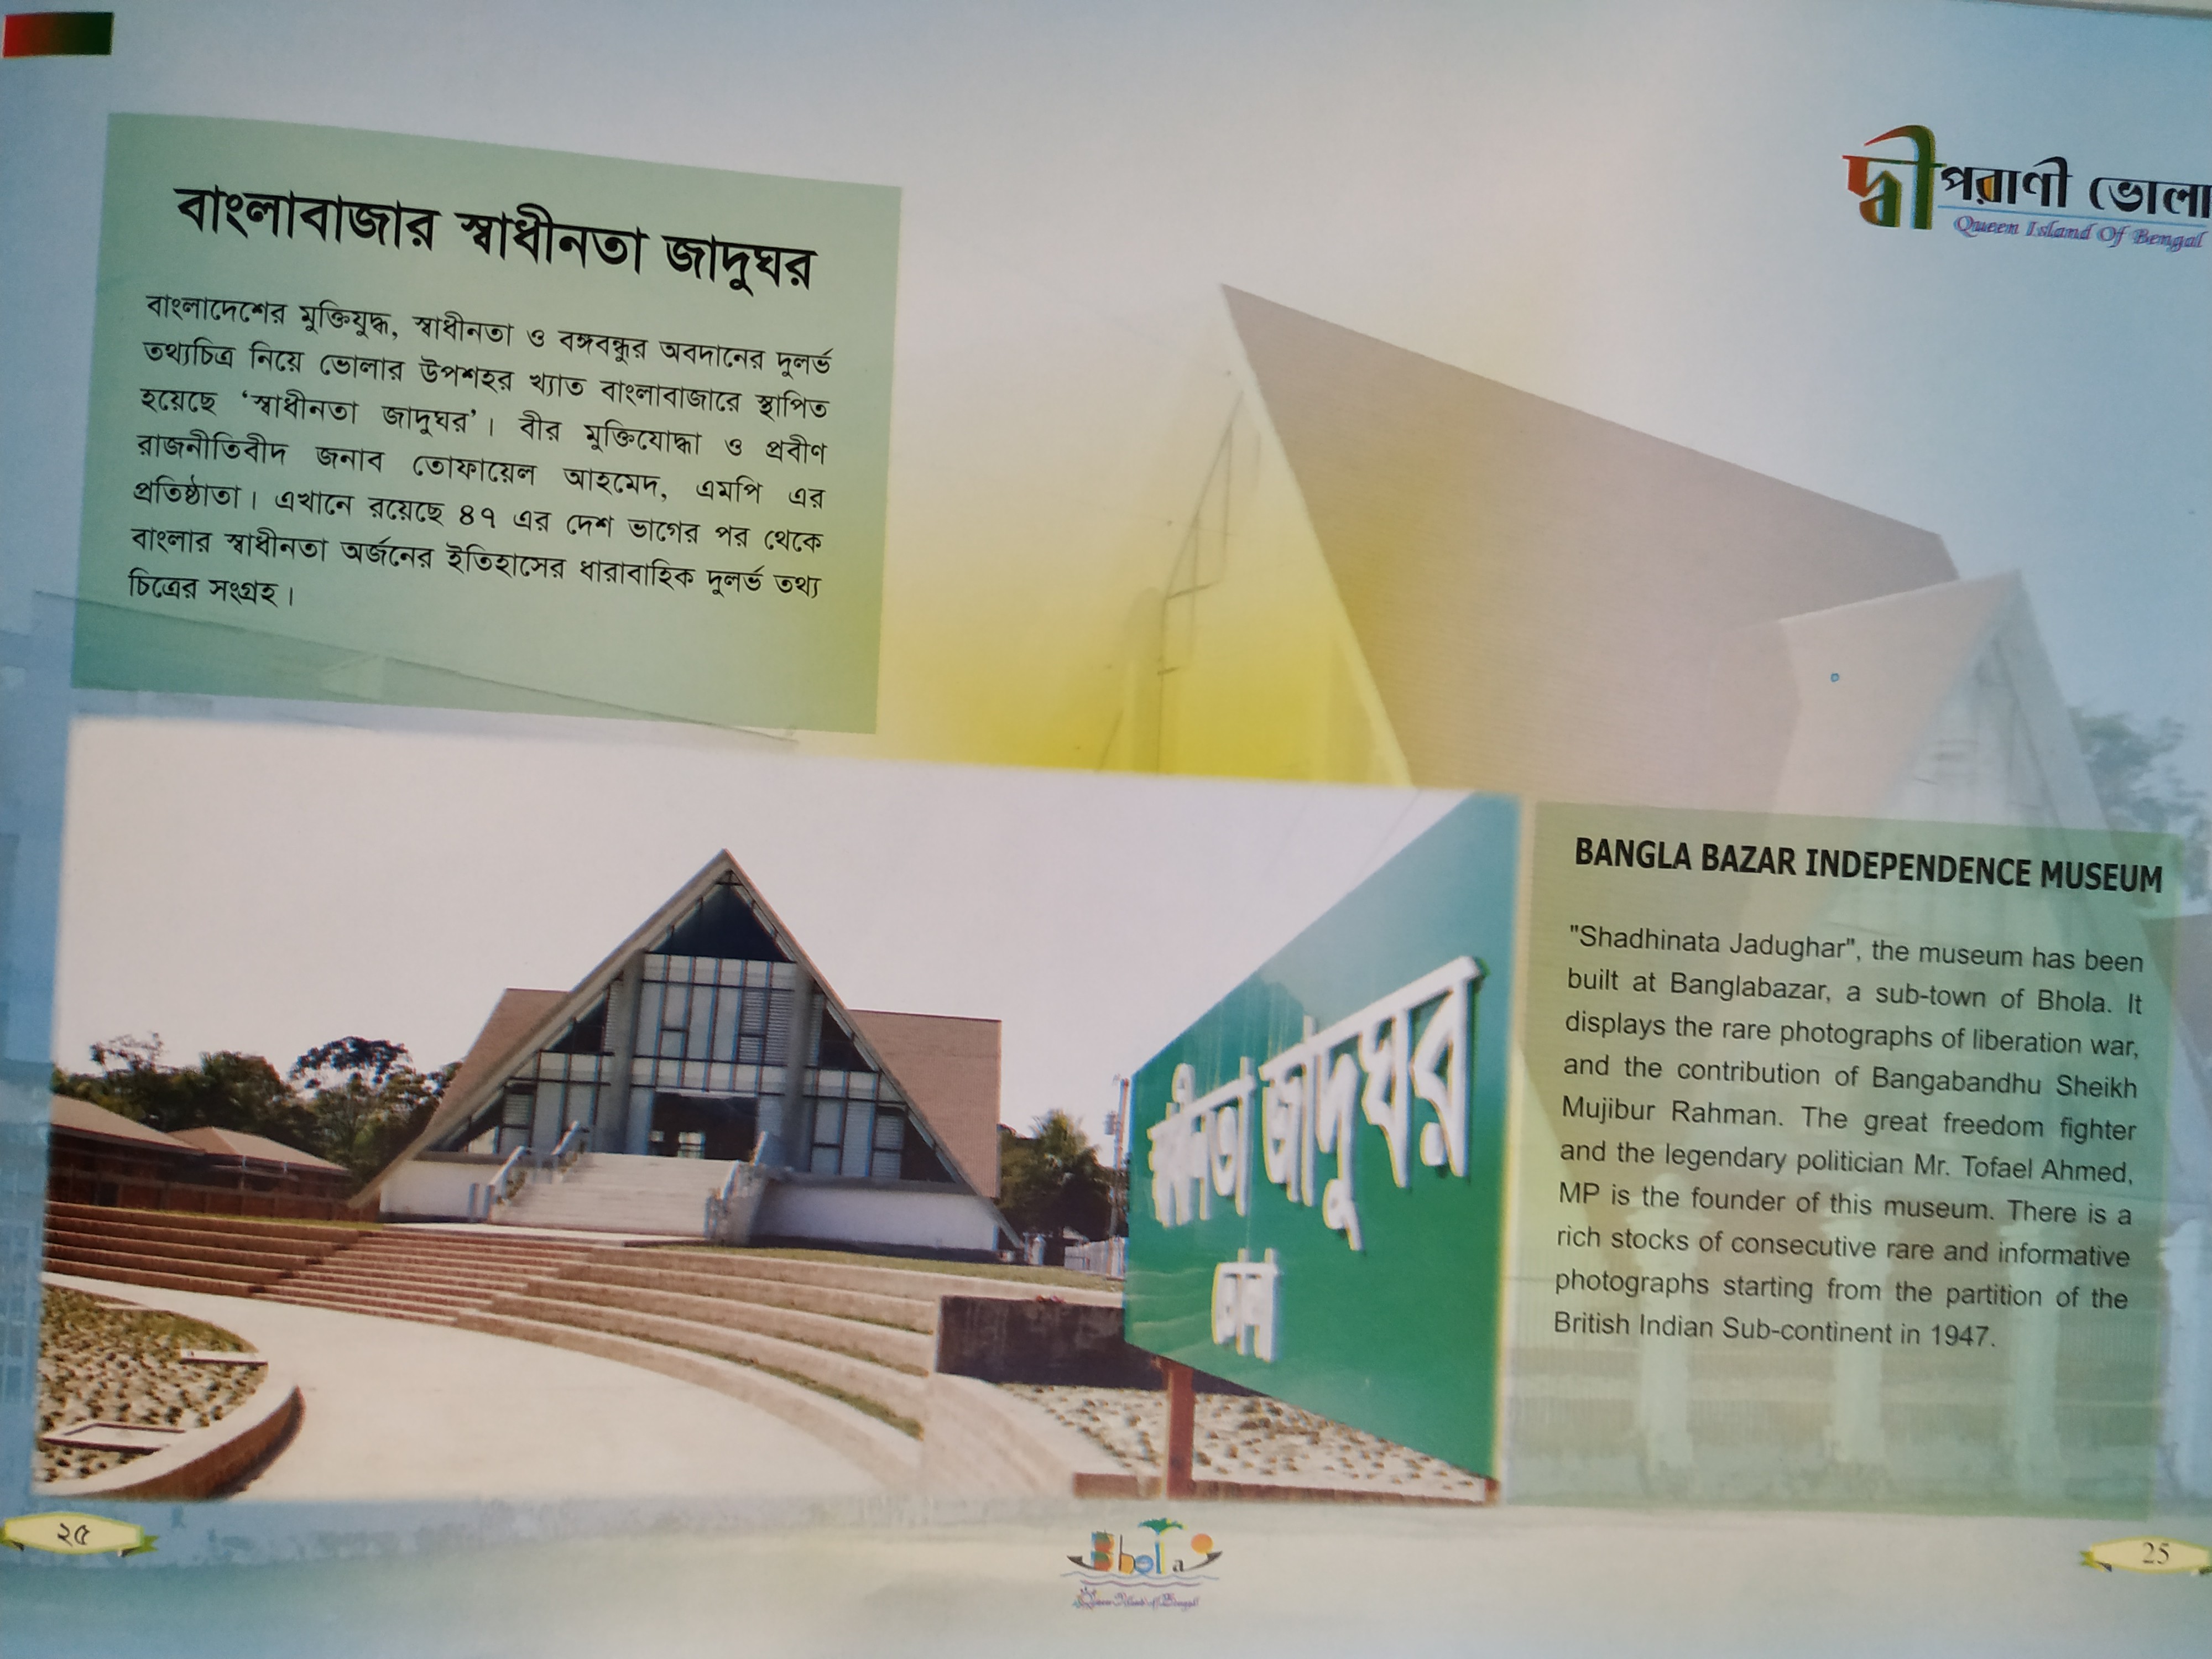 বাংলাবাজার স্বাধীনতা জাদুঘর
বাংলাদেশের মুক্তিযুদ্ধ, স্বাধীনতা ও বঙ্গবন্ধুর অবদানের দুলর্ভ
তথ্যচিত্র নিয়ে ভোলার উপশহর খ্যাত বাংলাবাজারে স্থাপিত
হয়েছে ‘স্বাধীনতা জাদুঘর’। বীর মুক্তিযোদ্ধা ও প্রবীণ
রাজনীতিবীদ জনাব তোফায়েল আহমেদ, এমপি এর
প্রতিষ্ঠাতা। এখানে রয়েছে ৪৭ এর দেশ ভাগের পর থেকে
বাংলার স্বাধীনতা অর্জনের ইতিহাসের ধারাবাহিক দুলর্ভ তথ্য
চিত্রের সংগ্রহ।
দ্বীপরাণী ভোলা
Queen Island Of Bengal
স্বাধীনতা জাদুঘর
BANGLA BAZAR INDEPENDENCE MUSEUM
"Shadhinata Jadughar", the museum has been
built at Banglabazar, a sub-town of Bhola. It
displays the rare photographs of liberation war,
and the contribution of Bangabandhu Sheikh
Mujibur Rahman. The great freedom fighter
and the legendary politician Mr. Tofael Ahmed,
MP is the founder of this museum. There is a
rich stocks of consecutive rare and informative
photographs starting from the partition of the
British Indian Sub-continent in 1947.
২৫
Bhola
Queen Island of Bengal
25